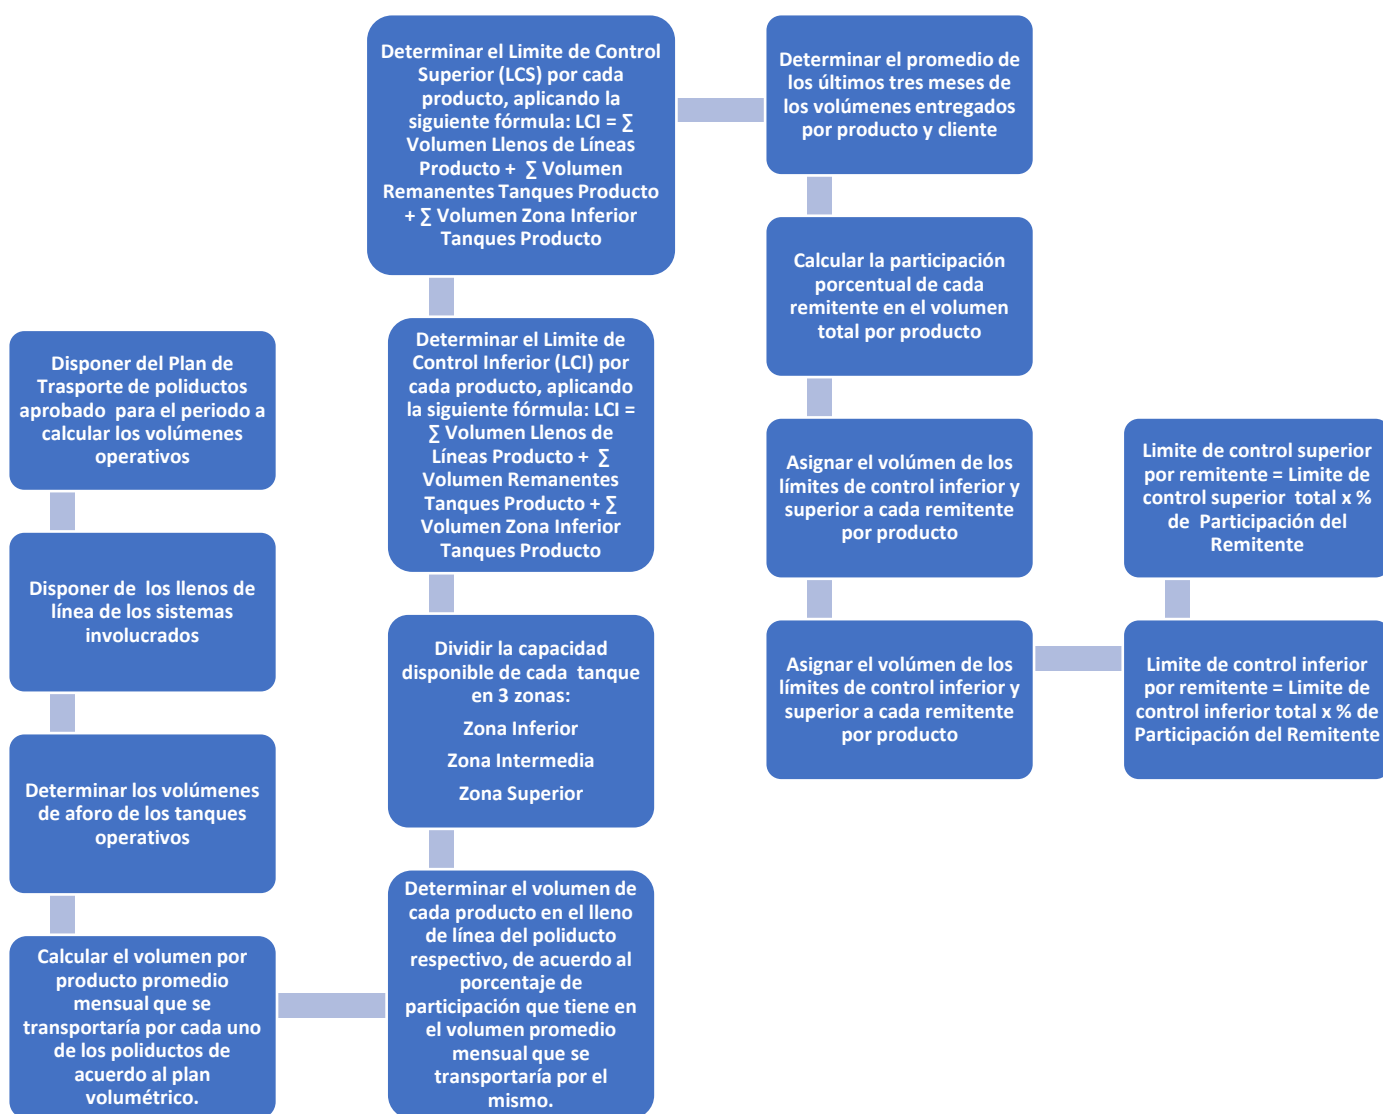 Disponer del Plan de
Trasporte de poliductos
aprobado para el periodo a
calcular los volúmenes
operativos
Disponer de los llenos de
línea de los sistemas
involucrados
Determinar los volúmenes
de aforo de los tanques
operativos
Calcular el volumen por
producto promedio
mensual que se
transportaría por cada uno
de los poliductos de
acuerdo al plan
volumétrico.
Determinar el volumen de
cada producto en el lleno
de línea del poliducto
respectivo, de acuerdo al
porcentaje de
participación que tiene en
el volumen promedio
mensual que se
transportaría por el
mismo.
Dividir la capacidad
disponible de cada tanque
en 3 zonas:
Zona Inferior
Zona Intermedia
Zona Superior
Determinar el Limite de
Control Inferior (LCI) por
cada producto, aplicando
la siguiente fórmula: LCI =
∑ Volumen Llenos de
Líneas Producto + ∑
Volumen Remanentes
Tanques Producto + ∑
Volumen Zona Inferior
Tanques Producto
Determinar el Limite de Control
Superior (LCS) por cada
producto, aplicando la
siguiente fórmula: LCI = ∑
Volumen Llenos de Líneas
Producto + ∑ Volumen
Remanentes Tanques Producto
+ ∑ Volumen Zona Inferior
Tanques Producto
Determinar el promedio de
los últimos tres meses de
los volúmenes entregados
por producto y cliente
Calcular la participación
porcentual de cada
remitente en el volumen
total por producto
Asignar el volúmen de los
límites de control inferior y
superior a cada remitente
por producto
Asignar el volúmen de los
límites de control inferior y
superior a cada remitente
por producto
Limite de control inferior
por remitente = Limite de
control inferior total x % de
Participación del Remitente
Limite de control superior
por remitente = Limite de
control superior total x %
de Participación del
Remitente